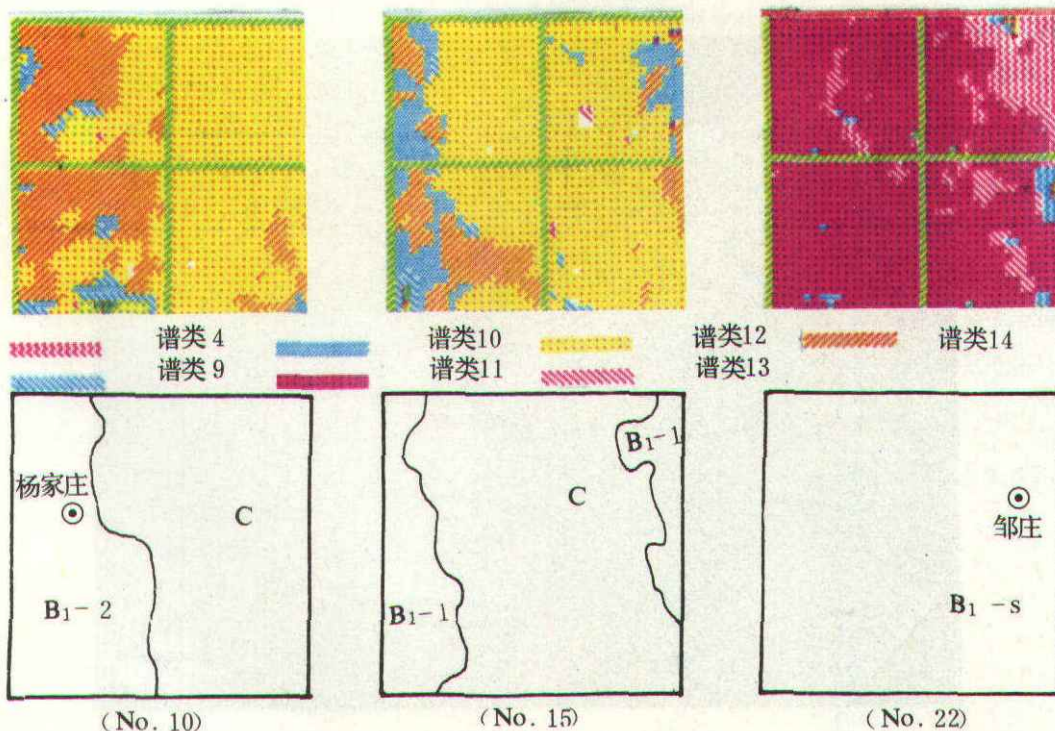 谱类4 谱类10 谱类12 谱类14
谱类9 谱类11 谱类13
B₁-1
杨家庄
C
C
邹庄
B₁-2
B₁-1
B₁-s
(No. 10) (No. 15) (No. 22)